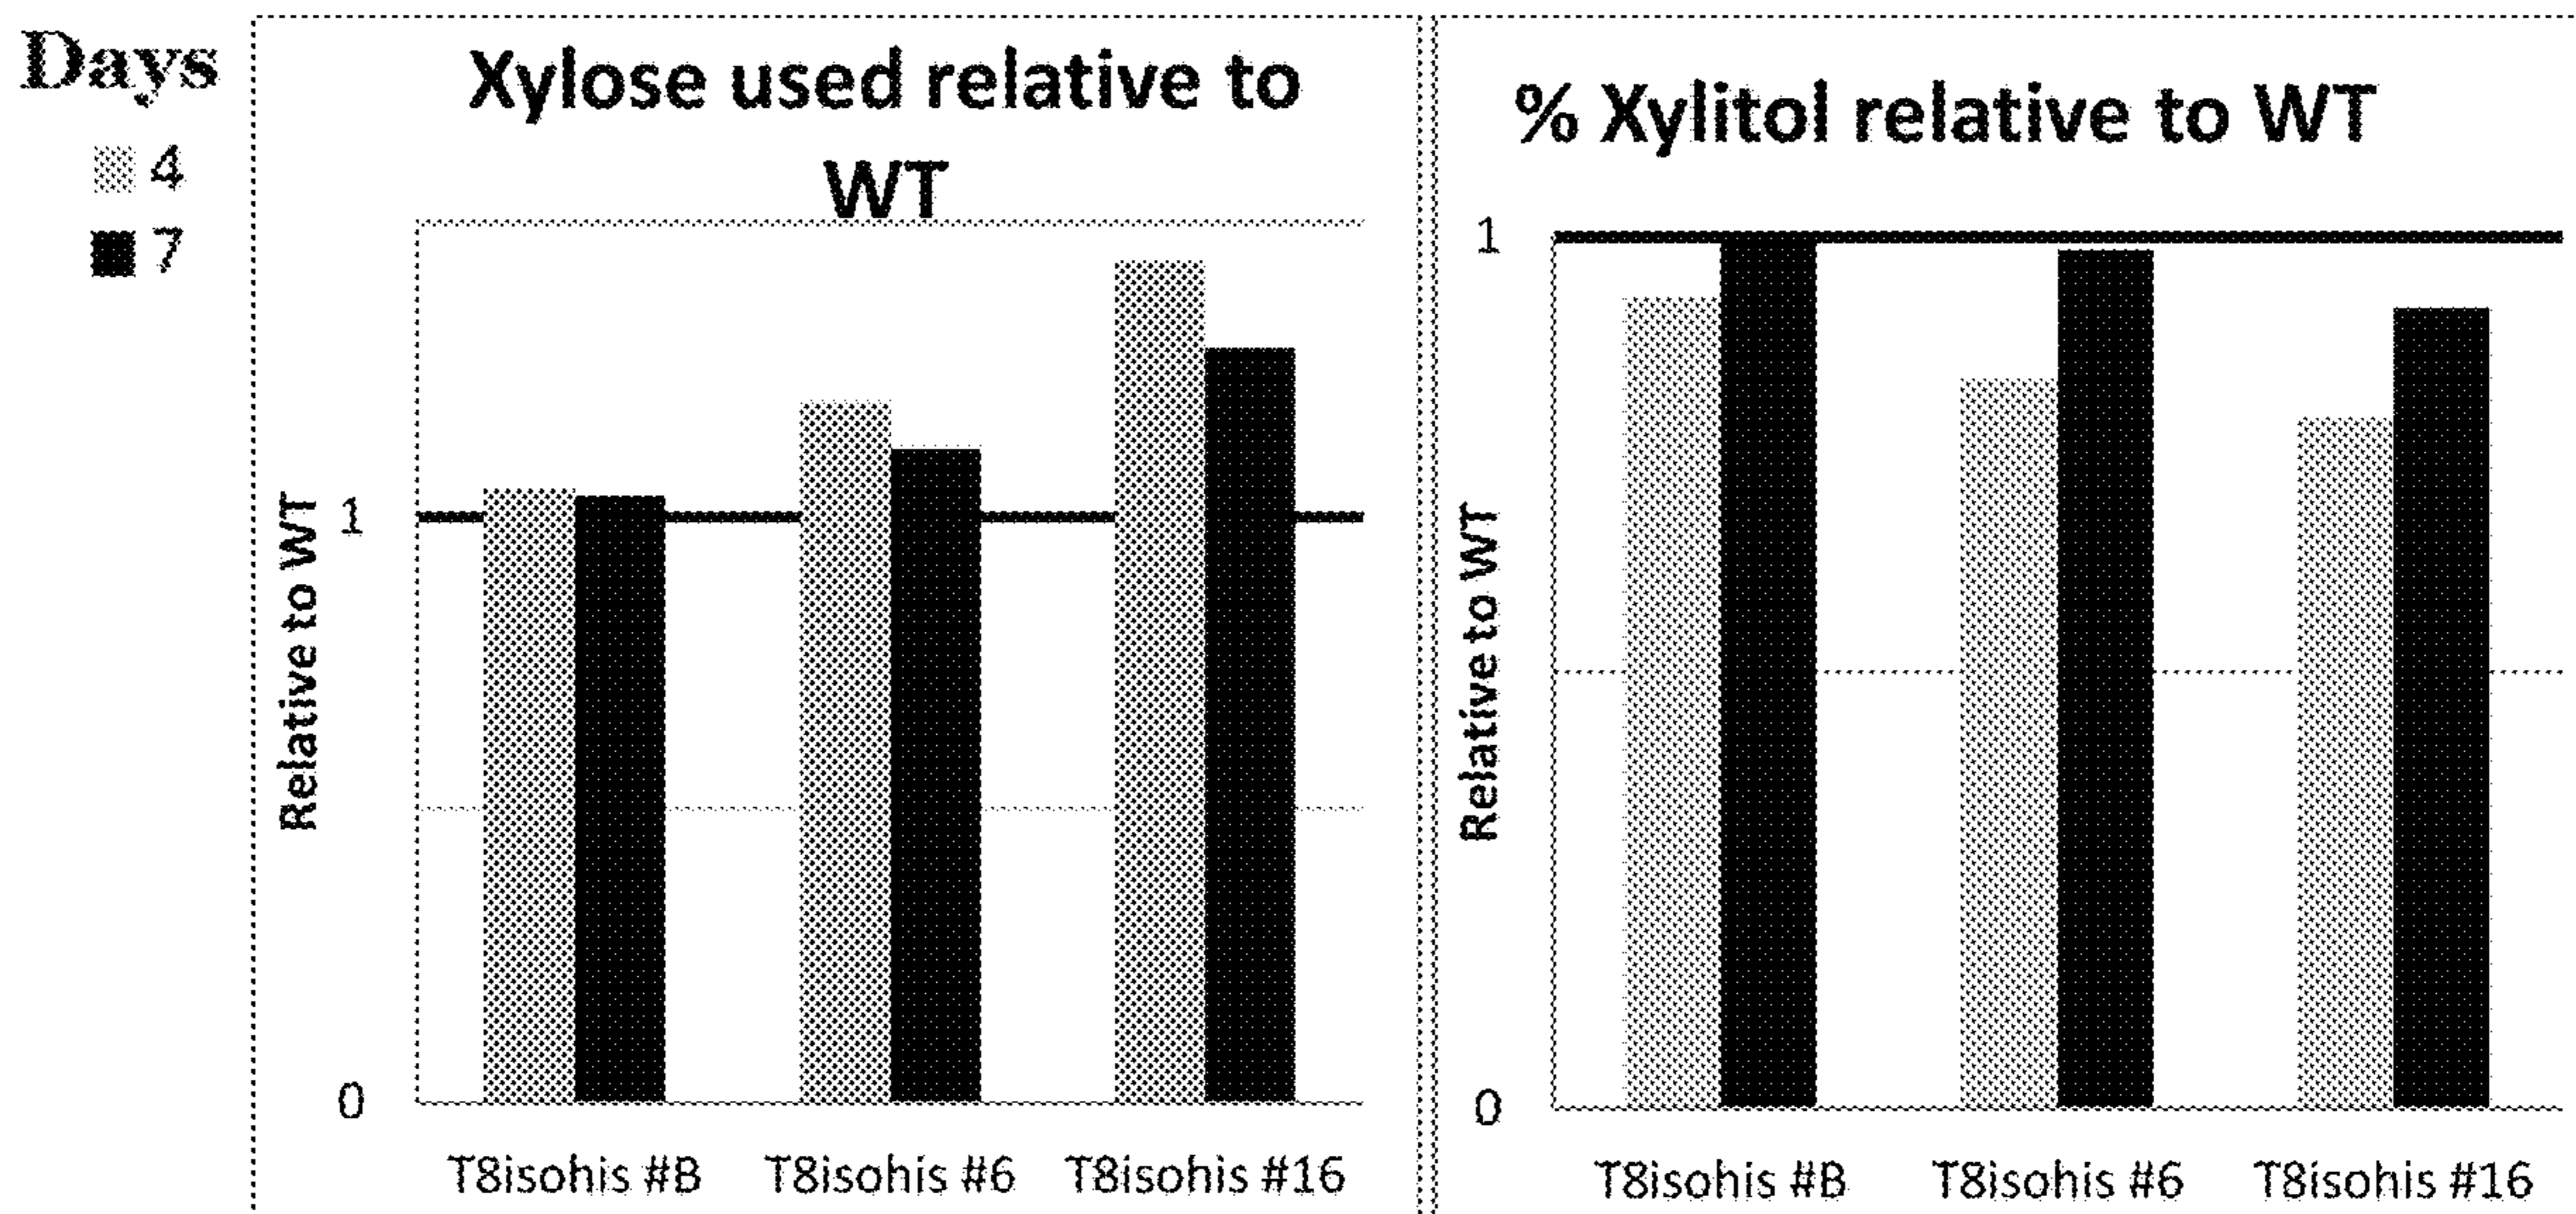 Days
4
7
Xylose used relative to
WT
Relative to WT
1
0
T8isohis #B
T8isohis #6
T8isohis #16
% Xylitol relative to WT
Relative to WT
1
0
T8isohis #B
T8isohis #6
T8isohis #16